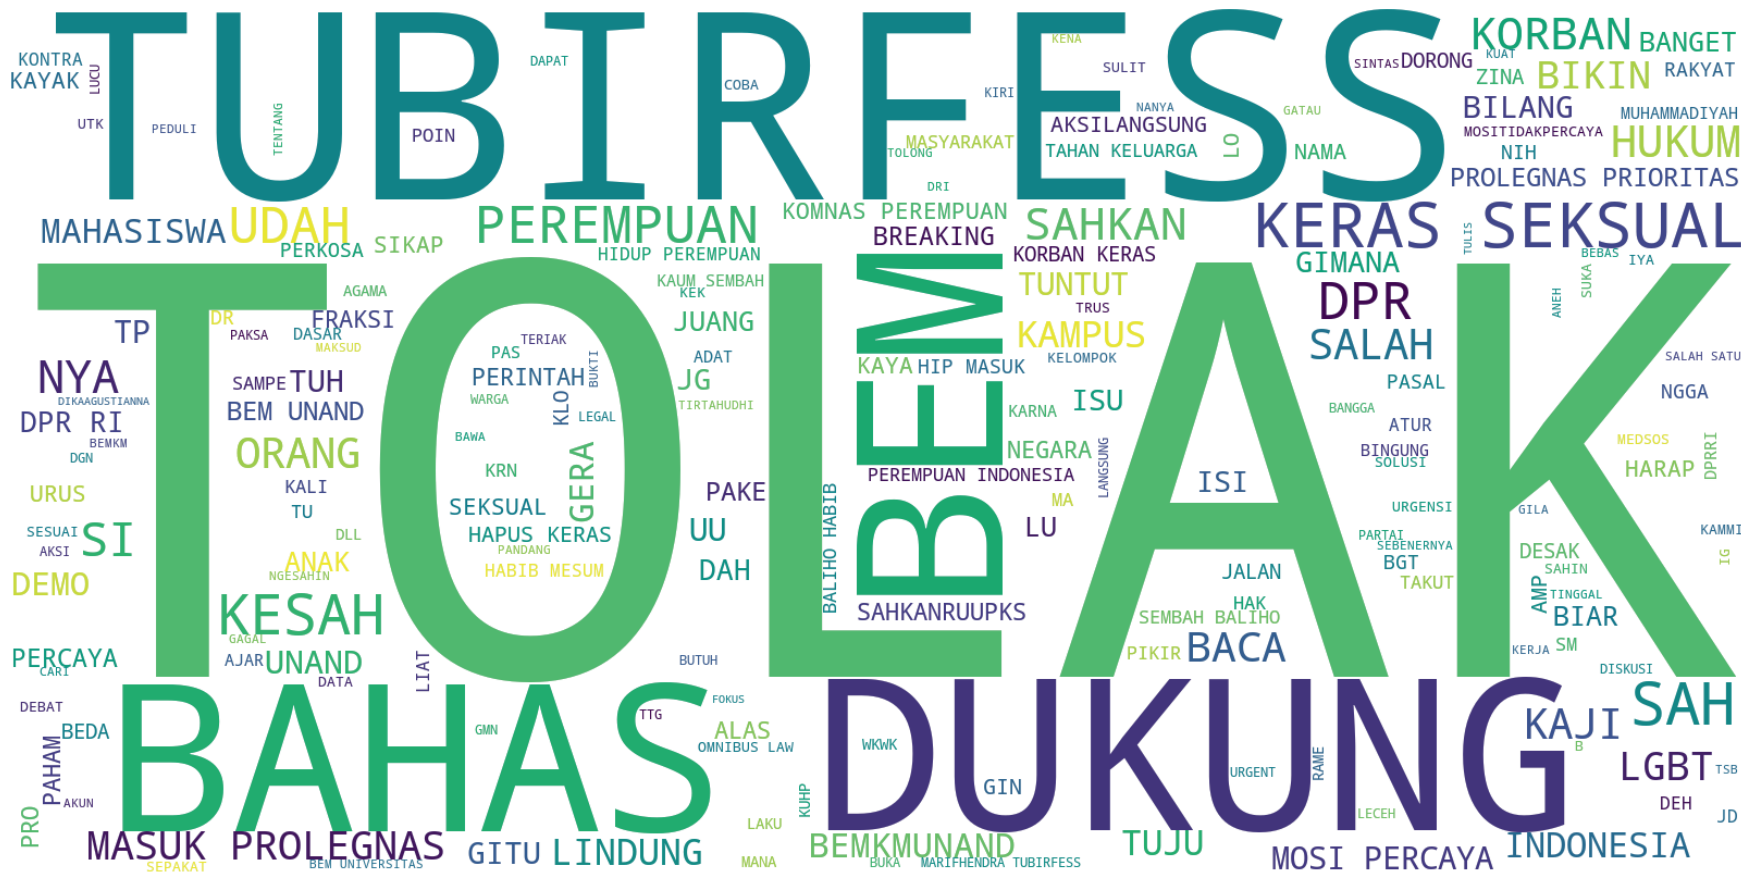 TUBIRFESS
KONTRA
KAYAK
LUCU
UTK
PEDULI
TENTANG
DAPAT
POIN
COBA
KENA
KIRI
SULIT
NANYA
MASYARAKAT
TOLONG
DRI
AKSILANGSUNG
TAHAN KELUARGA
LO
GATAU
NAMA
SINTAS
DORONG
KUAT
KORBAN
BANGET
ZINA
BIKIN
RAKYAT
BILANG
MUHAMMADIYAH
MOSITIDAKPERCAYA
NIH
HUKUM
PROLEGNAS PRIORITAS
MAHASISWA
UDAH
PERKOSA
SIKAP
PEREMPUAN
HIDUP PEREMPUAN
KOMNAS PEREMPUAN
BREAKING
SAHKAN
KORBAN KERAS
KERAS
SEKSUAL
TULIS
BEBAS
IYA
TOLAK
AGAMA
DR
FRAKSI
TP
PAKSA
DASAR
MAKSUD
KAUM SEMBAH
KEK
JUANG
ADAT
TERIAK
PAS
BUKTI
PERINTAH
WARGA
KLO
LEGAL
BAWA
KRN
GERA
SEKSUAL
HAPUS KERAS
PANDANG
HABIB MESUM
NYA
SAMPE
TUH
DIKAAGUSTIANNA
DPR RI
BEM UNAND
BEMKM
DGN
ORANG
URUS
KALI
TU
SESUAI
AKSI
SI
DLL
ANAK
NGESAHIN
DEMO
KESAH
GAGAL
PERCAYA
CARI
AJAR
UNAND
DATA
LIAT
JG
TIRTAHUDHI
PAKE
UU
DAH
BALIHO HABIB
BUTUH
BEM
KAYA
HIP MASUK
PEREMPUAN INDONESIA
SAHKANRUUPKS
TUNTUT
TRUS
KAMPUS
KELOMPOK
KARNA
ISU
NEGARA
LANGSUNG
MA
LU
GIMANA
DPR
SALAH
PASAL
BANGGA
ATUR
BINGUNG
SOLUSI
ISI
URGENSI
PARTAI
SEBENERNYA
BGT
TAKUT
JALAN
HAK
SEMBAH BALIHO
PIKIR
BACA
SUKA
ANEH
SALAH SATU
NGGA
MEDSOS
HARAP
DPRRI
GILA
KAMMI
IG
DESAK
SAHIN
AMP
TINGGAL
BIAR
SM
KERJA
DISKUSI
BAHAS
DUKUNG
DEBAT
BEDA
PAHAM
AKUN
PRO
MASUK PROLEGNAS
SEPAKAT
GMN
TTG
FOKUS
ALAS
OMNIBUS LAW
KUHP
LAKU
MANA
BEM UNIVERSITAS
GITU
LINDUNG
WKWK
GIN
URGENT
RAME
LECEH
BEMKMUNAND
BUKA
MARIFHENDRA TUBIRFESS
TUJU
MOSI PERCAYA
INDONESIA
KAJI
SAH
B
LGBT
TSB
DEH
JD